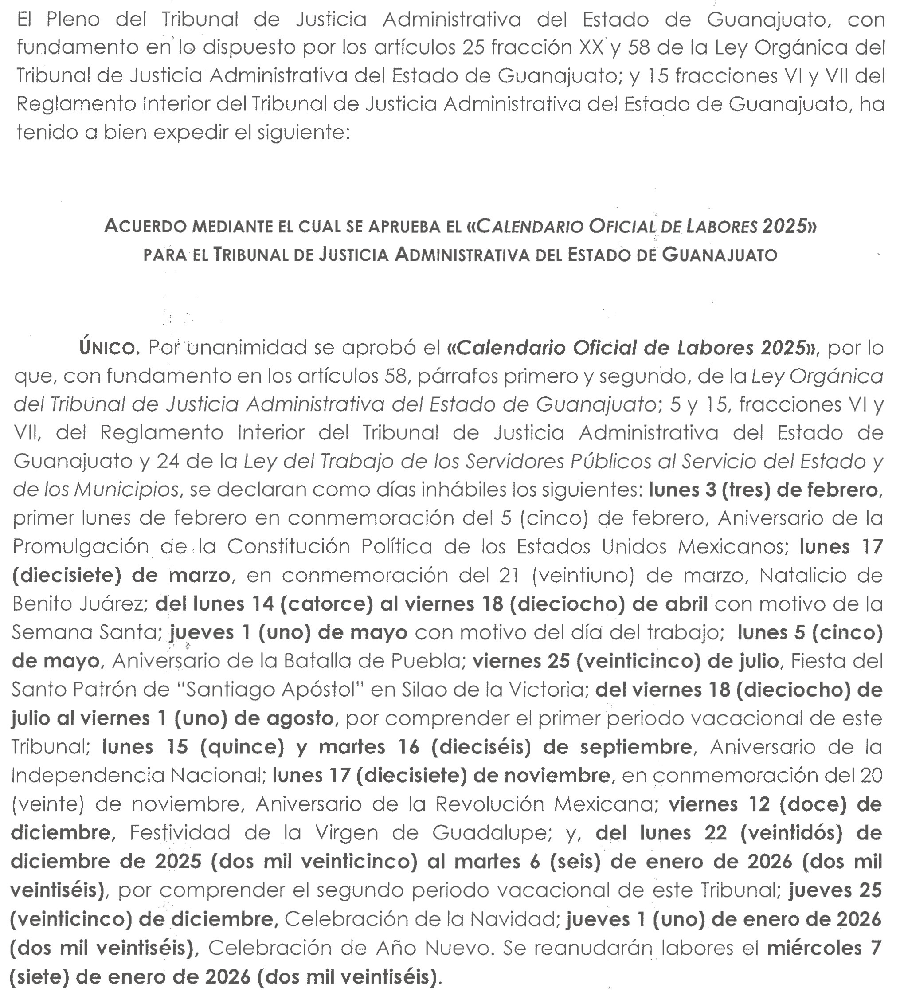 El Pleno del Tribunal de Justicia Administrativa del Estado de Guanajuato, con
fundamento en lo dispuesto por los artículos 25 fracción XX y 58 de la Ley Orgánica del
Tribunal de Justicia Administrativa del Estado de Guanajuato; y 15 fracciones VI y VII del
Reglamento Interior del Tribunal de Justicia Administrativa del Estado de Guanajuato, ha
tenido a bien expedir el siguiente:
ACUERDO MEDIANTE EL CUAL SE APRUEBA EL «CALENDARIO OFICIAL DE LABORES 2025»
PARA EL TRIBUNAL DE JUSTICIA ADMINISTRATIVA DEL ESTADO DE GUANAJUATO
ÚNICO. Por unanimidad se aprobó el «Calendario Oficial de Labores 2025», por lo
que, con fundamento en los artículos 58, párrafos primero y segundo, de la Ley Orgánica
del Tribunal de Justicia Administrativa del Estado de Guanajuato; 5 y 15, fracciones VI y
VII, del Reglamento Interior del Tribunal de Justicia Administrativa del Estado de
Guanajuato y 24 de la Ley del Trabajo de los Servidores Públicos al Servicio del Estado y
de los Municipios, se declaran como días inhábiles los siguientes: lunes 3 (tres) de febrero,
primer lunes de febrero en conmemoración del 5 (cinco) de febrero, Aniversario de la
Promulgación de la Constitución Política de los Estados Unidos Mexicanos; lunes 17
(diecisiete) de marzo, en conmemoración del 21 (veintiuno) de marzo, Natalicio de
Benito Juárez; del lunes 14 (catorce) al viernes 18 (dieciocho) de abril con motivo de la
Semana Santa; jueves 1 (uno) de mayo con motivo del día del trabajo; lunes 5 (cinco)
de mayo, Aniversario de la Batalla de Puebla; viernes 25 (veinticinco) de julio, Fiesta del
Santo Patrón de "Santiago Apóstol" en Silao de la Victoria; del viernes 18 (dieciocho) de
julio al viernes 1 (uno) de agosto, por comprender el primer periodo vacacional de este
Tribunal; lunes 15 (quince) y martes 16 (dieciséis) de septiembre, Aniversario de la
Independencia Nacional; lunes 17 (diecisiete) de noviembre, en conmemoración del 20
(veinte) de noviembre, Aniversario de la Revolución Mexicana; viernes 12 (doce) de
diciembre, Festividad de la Virgen de Guadalupe; y, del lunes 22 (veintidós) de
diciembre de 2025 (dos mil veinticinco) al martes 6 (seis) de enero de 2026 (dos mil
veintiséis), por comprender el segundo periodo vacacional de este Tribunal; jueves 25
(veinticinco) de diciembre, Celebración de la Navidad; jueves 1 (uno) de enero de 2026
(dos mil veintiséis), Celebración de Año Nuevo. Se reanudarán labores el miércoles 7
(siete) de enero de 2026 (dos mil veintiséis).